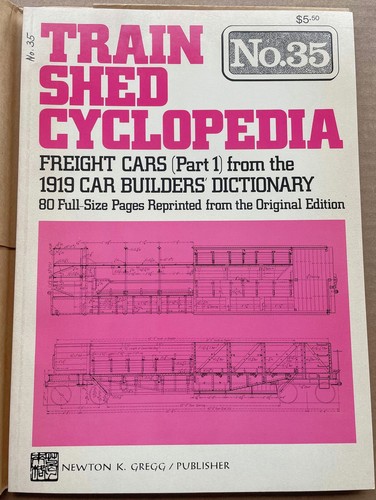 No. 35
$5.50
TRAIN
SHED
CYCLOPEDIA
No.35
FREIGHT CARS (Part 1) from the
1919 CAR BUILDERS' DICTIONARY
80 Full-Size Pages Reprinted from the Original Edition
NEWTON K. GREGG / PUBLISHER